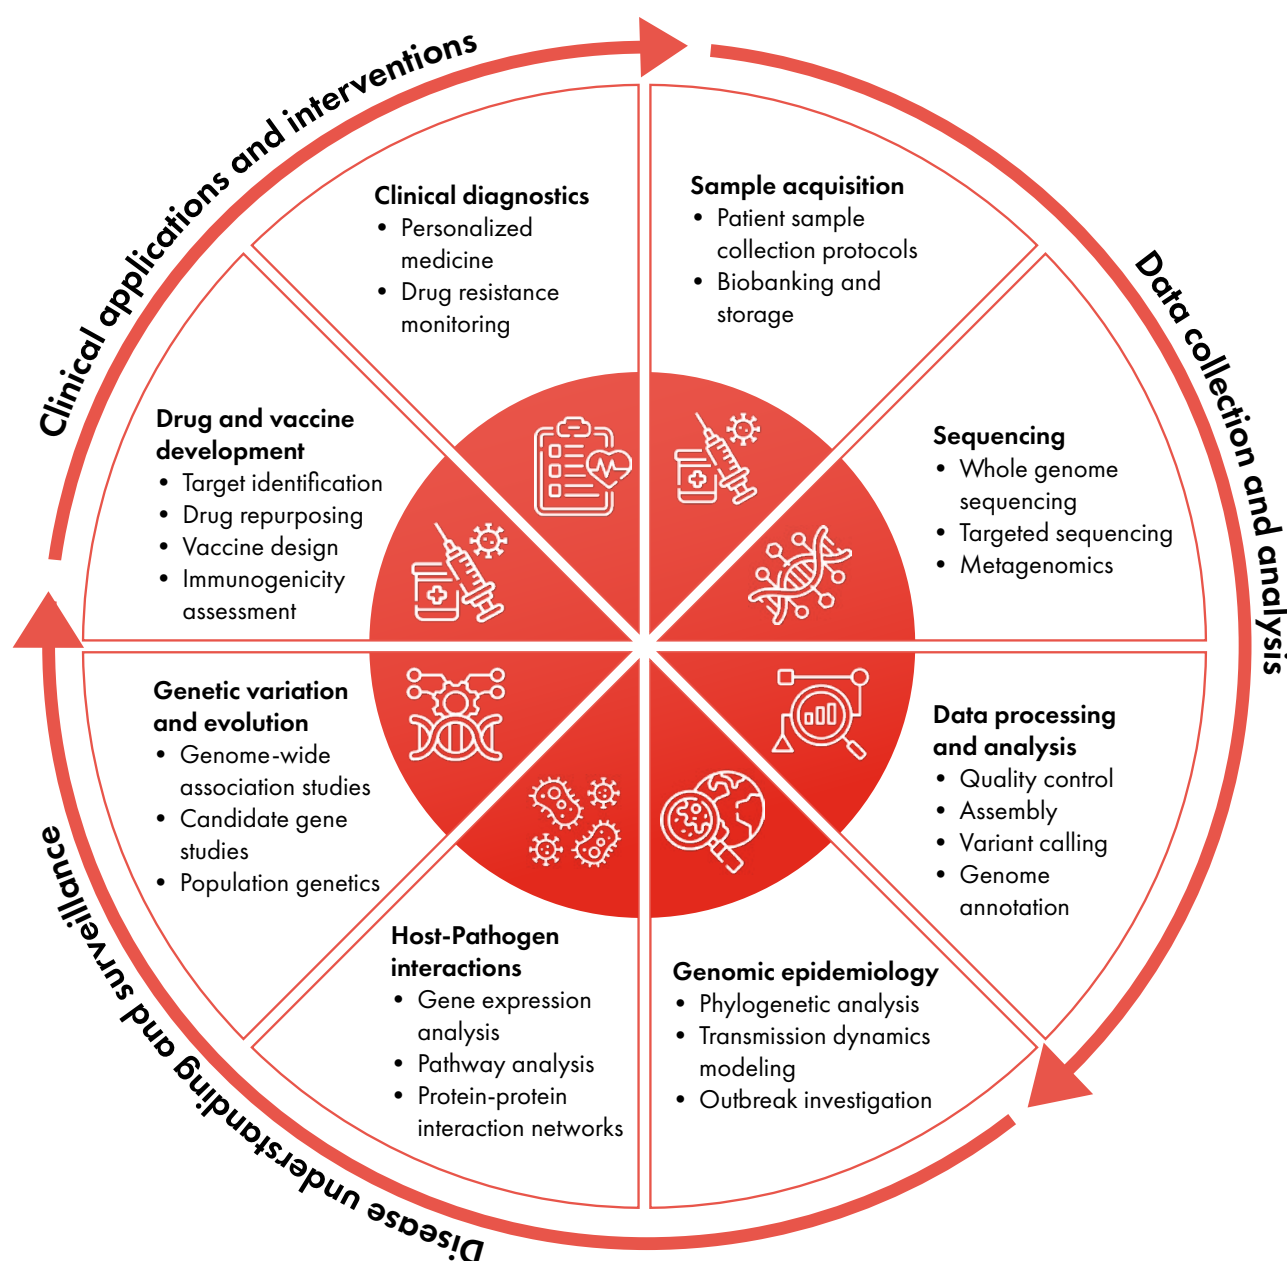 Clinical applications and interventions
Data collection and analysis
Disease understanding and surveillance
Clinical diagnostics
• Personalized
medicine
• Drug resistance
monitoring
Sample acquisition
• Patient sample
collection protocols
• Biobanking and
storage
Sequencing
• Whole genome
sequencing
• Targeted sequencing
• Metagenomics
Data processing
and analysis
• Quality control
• Assembly
• Variant calling
• Genome
annotation
Genomic epidemiology
• Phylogenetic analysis
• Transmission dynamics
modeling
• Outbreak investigation
Host-Pathogen
interactions
• Gene expression
analysis
• Pathway analysis
• Protein-protein
interaction networks
Genetic variation
and evolution
• Genome-wide
association studies
• Candidate gene
studies
• Population genetics
Drug and vaccine
development
• Target identification
• Drug repurposing
• Vaccine design
• Immunogenicity
assessment